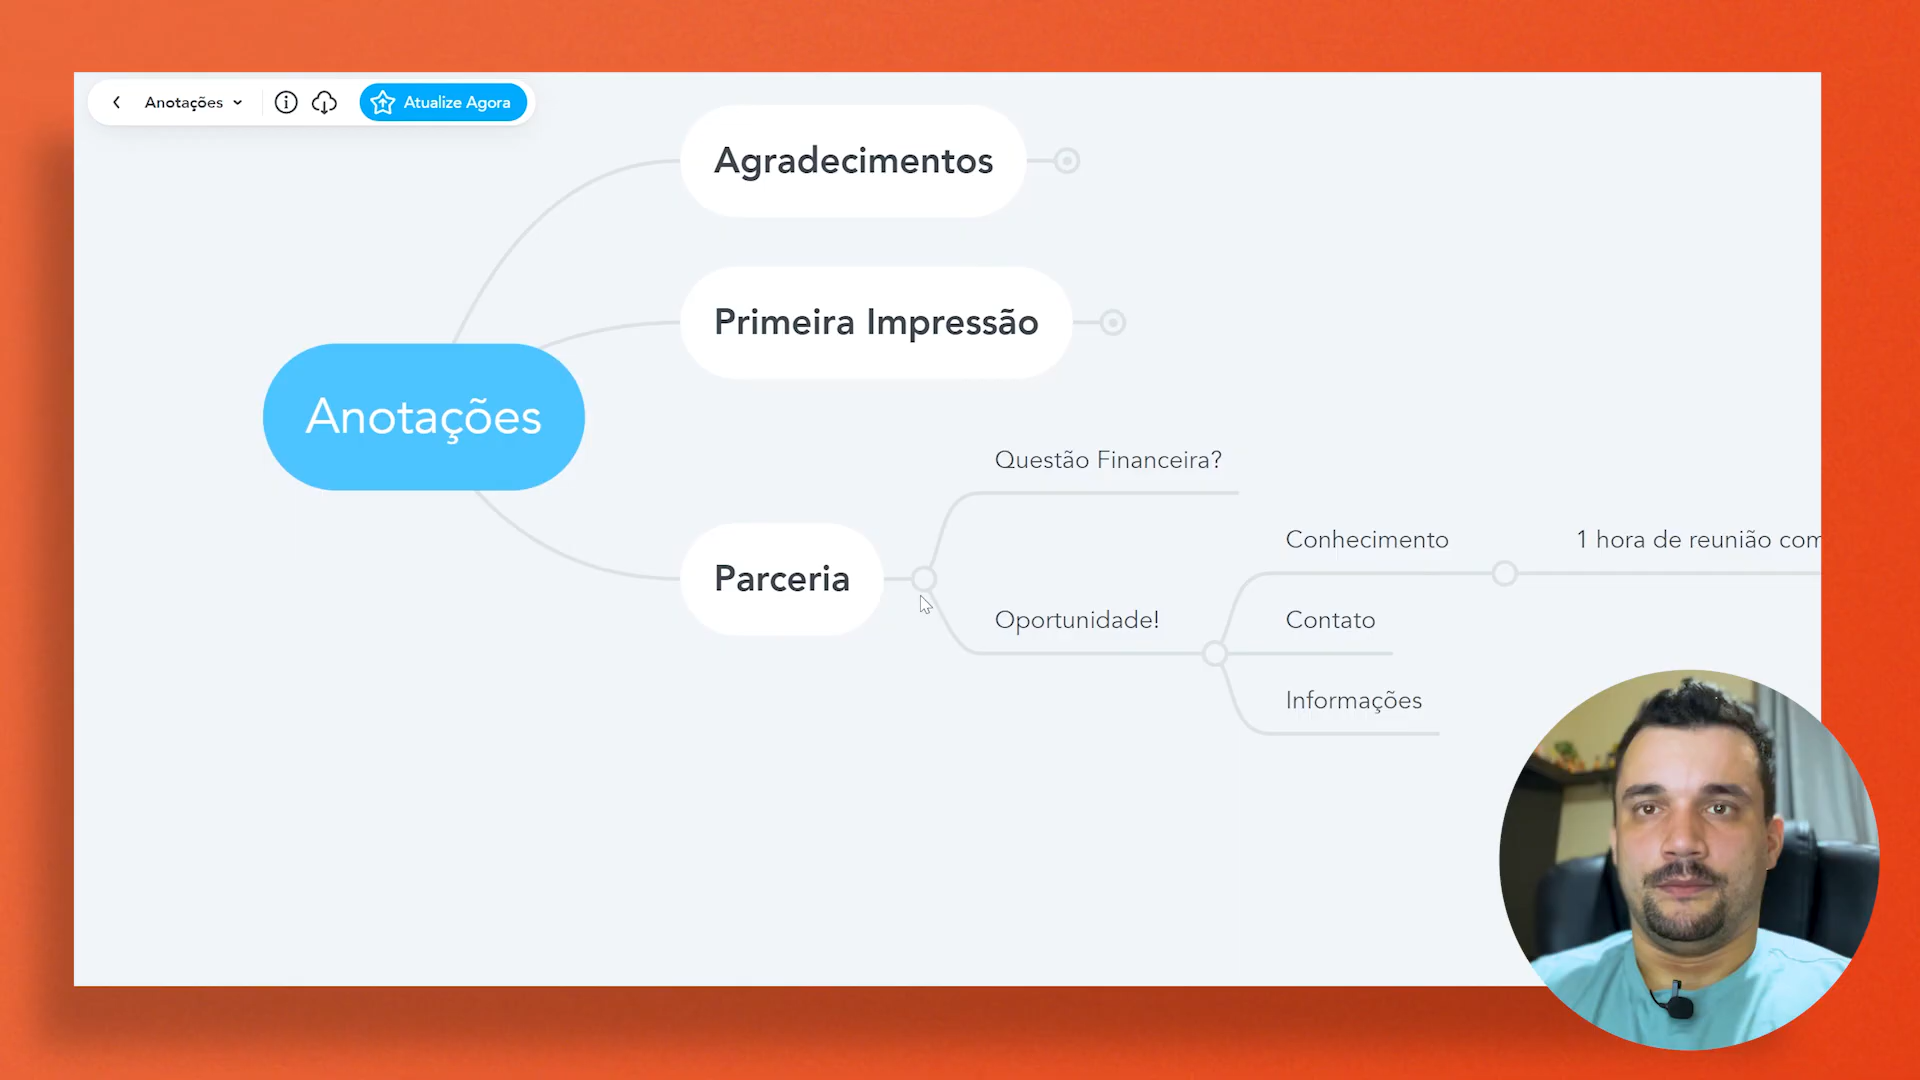 Anotações
Atualize Agora
Agradecimentos
Primeira Impressão
Anotações
Questão Financeira?
Conhecimento
1 hora de reunião com
Parceria
Oportunidade!
Contato
Informações